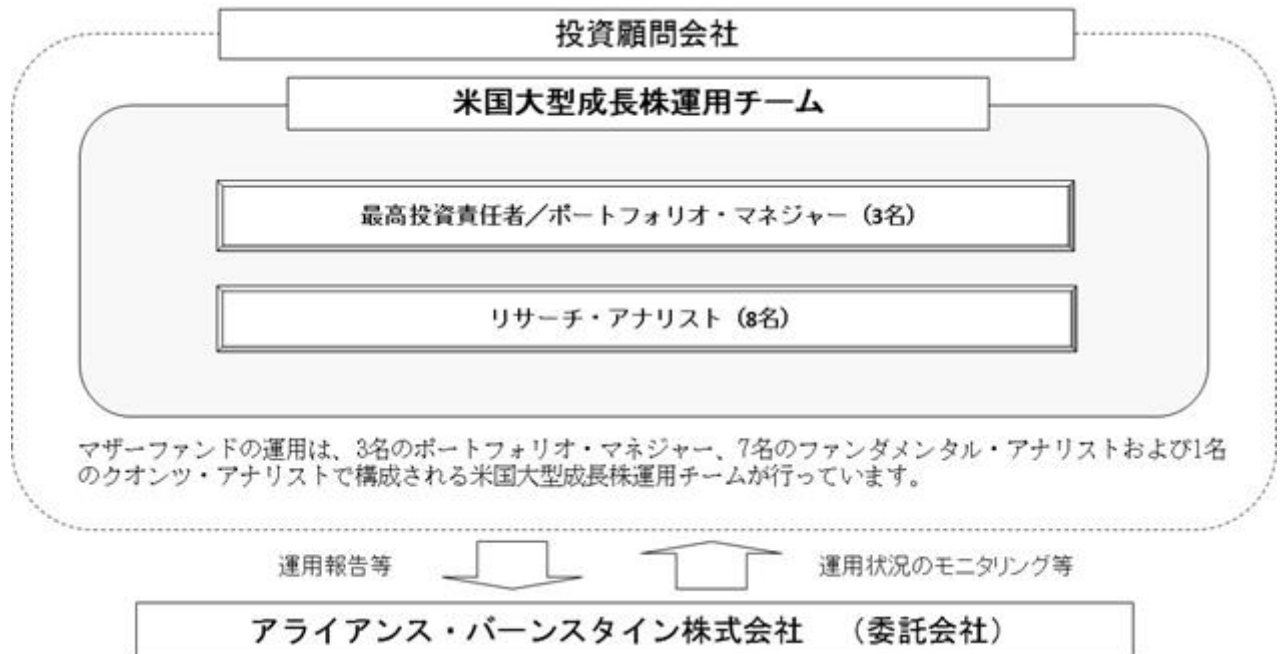 投資顧問会社
米国大型成長株運用チーム
最高投資責任者／ポートフォリオ・マネジャー（3名）
リサーチ・アナリスト（8名）
マザーファンドの運用は、3名のポートフォリオ・マネジャー、7名のファンダメンタル・アナリストおよび1名
のクオンツ・アナリストで構成される米国大型成長株運用チームが行っています。
運用報告等
運用状況のモニタリング等
アライアンス・バーンスタイン株式会社　（委託会社）